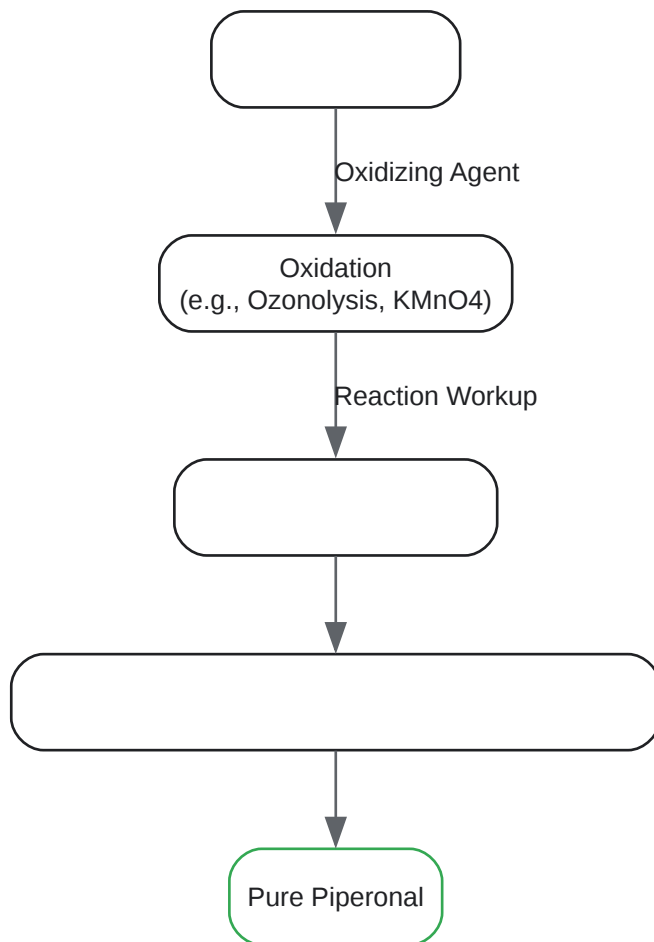 Oxidizing Agent
Oxidation
(e.g., Ozonolysis, KMnO4)
Reaction Workup
Pure Piperonal